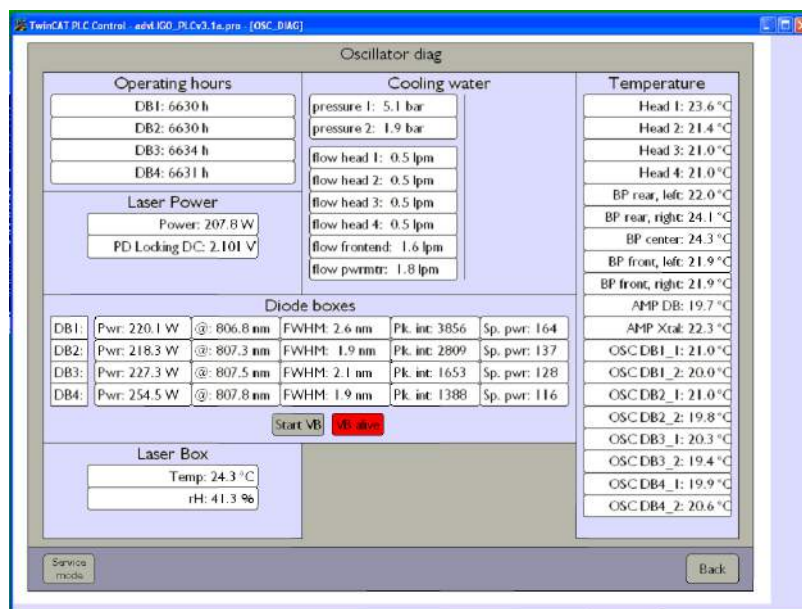 TwinCAT PLC Control - advLIGO_PLCv3.1a.pro - [OSC_DIAG]
Oscillator diag
Operating hours
DB1: 6630 h
DB2: 6630 h
DB3: 6634 h
DB4: 6631 h
Laser Power
Power: 207.8 W
PD Locking DC: 2.101 V
Cooling water
pressure 1: 5.1 bar
pressure 2: 1.9 bar
flow head 1: 0.5 lpm
flow head 2: 0.5 lpm
flow head 3: 0.5 lpm
flow head 4: 0.5 lpm
flow frontend: 1.6 lpm
flow pwrmtr: 1.8 lpm
Temperature
Head 1: 23.6 °C
Head 2: 21.4 °C
Head 3: 21.0 °C
Head 4: 21.0 °C
BP rear, left: 22.0 °C
BP rear, right: 24.1 °C
BP center: 24.3 °C
BP front, left: 21.9 °C
BP front, right: 21.9 °C
AMP DB: 19.7 °C
AMP Xtal: 22.3 °C
OSC DB1_1: 21.0 °C
OSC DB1_2: 20.0 °C
OSC DB2_1: 21.0 °C
OSC DB2_2: 19.8 °C
OSC DB3_1: 20.3 °C
OSC DB3_2: 19.4 °C
OSC DB4_1: 19.9 °C
OSC DB4_2: 20.6 °C
Diode boxes
DB1: Pwr: 220.1 W @: 806.8 nm FWHM: 2.6 nm Pk. int: 3856 Sp. pwr: 164
DB2: Pwr: 218.3 W @: 807.3 nm FWHM: 1.9 nm Pk. int: 2809 Sp. pwr: 137
DB3: Pwr: 227.3 W @: 807.5 nm FWHM: 2.1 nm Pk. int: 1653 Sp. pwr: 128
DB4: Pwr: 254.5 W @: 807.8 nm FWHM: 1.9 nm Pk. int: 1388 Sp. pwr: 116
Start VB VB alive
Laser Box
Temp: 24.3 °C
rH: 41.3 %
Service
mode
Back